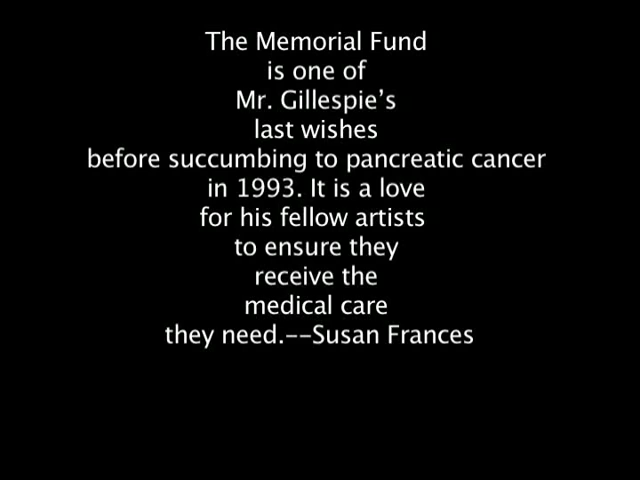 The Memorial Fund
is one of
Mr. Gillespie’s
last wishes
before succumbing to pancreatic cancer
in 1993. It is a love
for his fellow artists
to ensure they
receive the
medical care
they need.--Susan Frances